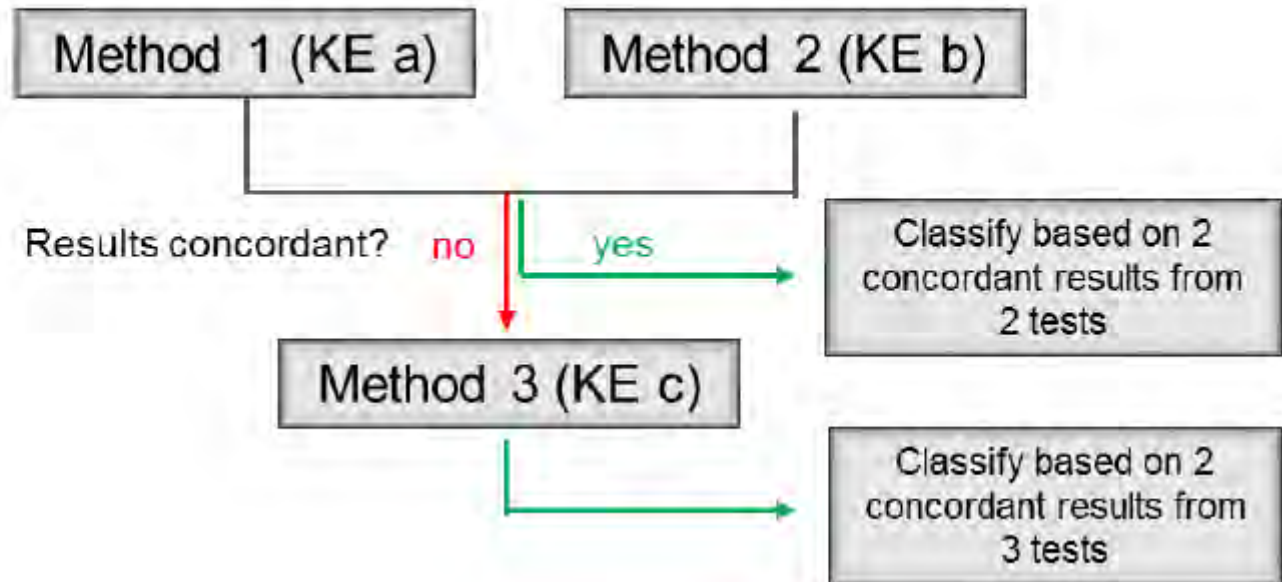 Method 1 (KE a)
Method 2 (KE b)
Results concordant?
no
yes
Classify based on 2
concordant results from
2 tests
Method 3 (KE c)
Classify based on 2
concordant results from
3 tests